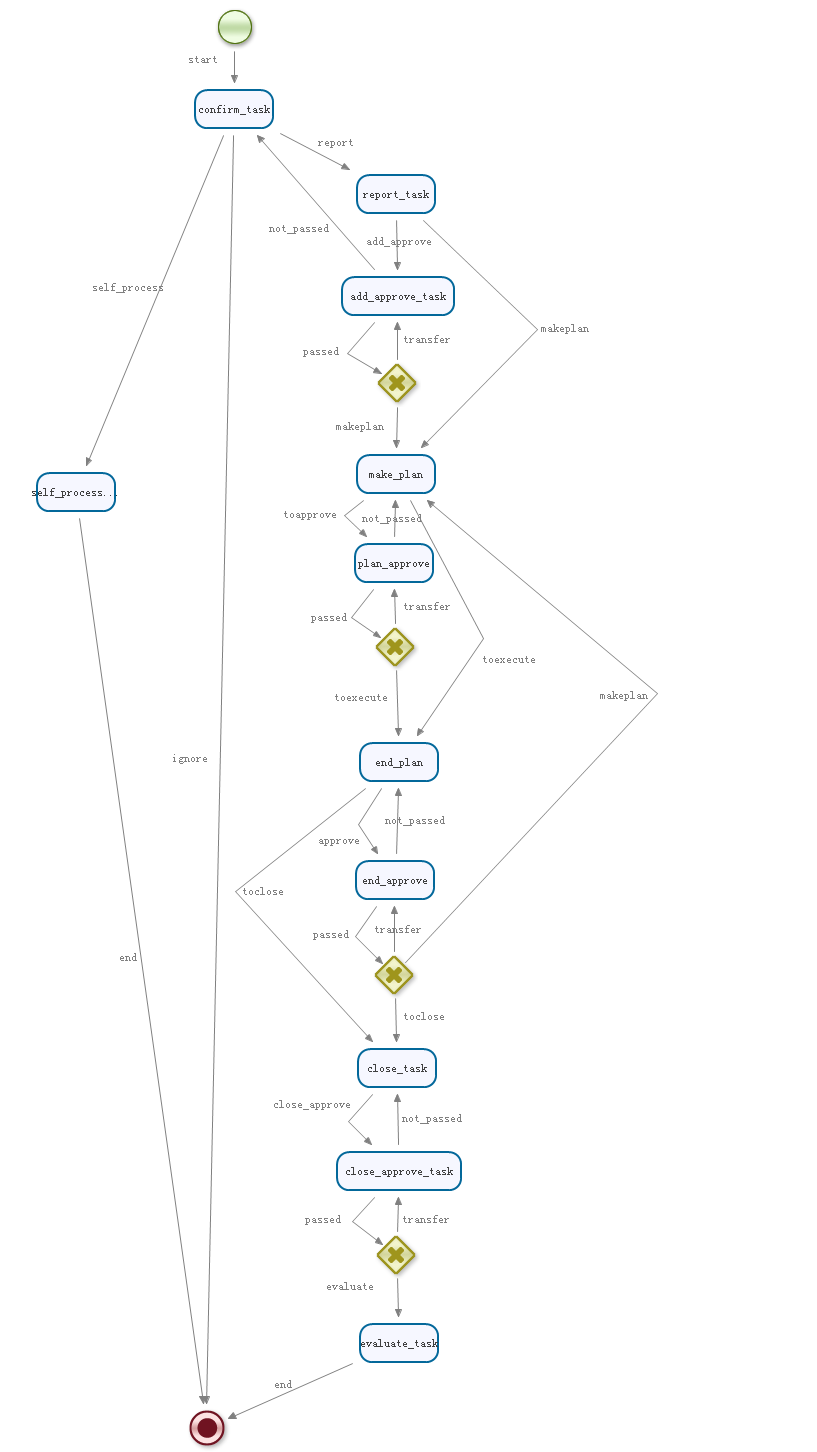 start
confirm_task
report
report_task
not_passed
add_approve
self_process
add_approve_task
makeplan
transfer
passed
makeplan
make_plan
self_process...
toapprove
not_passed
plan_approve
transfer
passed
toexecute
makeplan
toexecute
ignore
end_plan
not_passed
approve
end_approve
toclose
transfer
passed
end
toclose
close_task
close_approve
not_passed
close_approve_task
passed
transfer
evaluate
evaluate_task
end